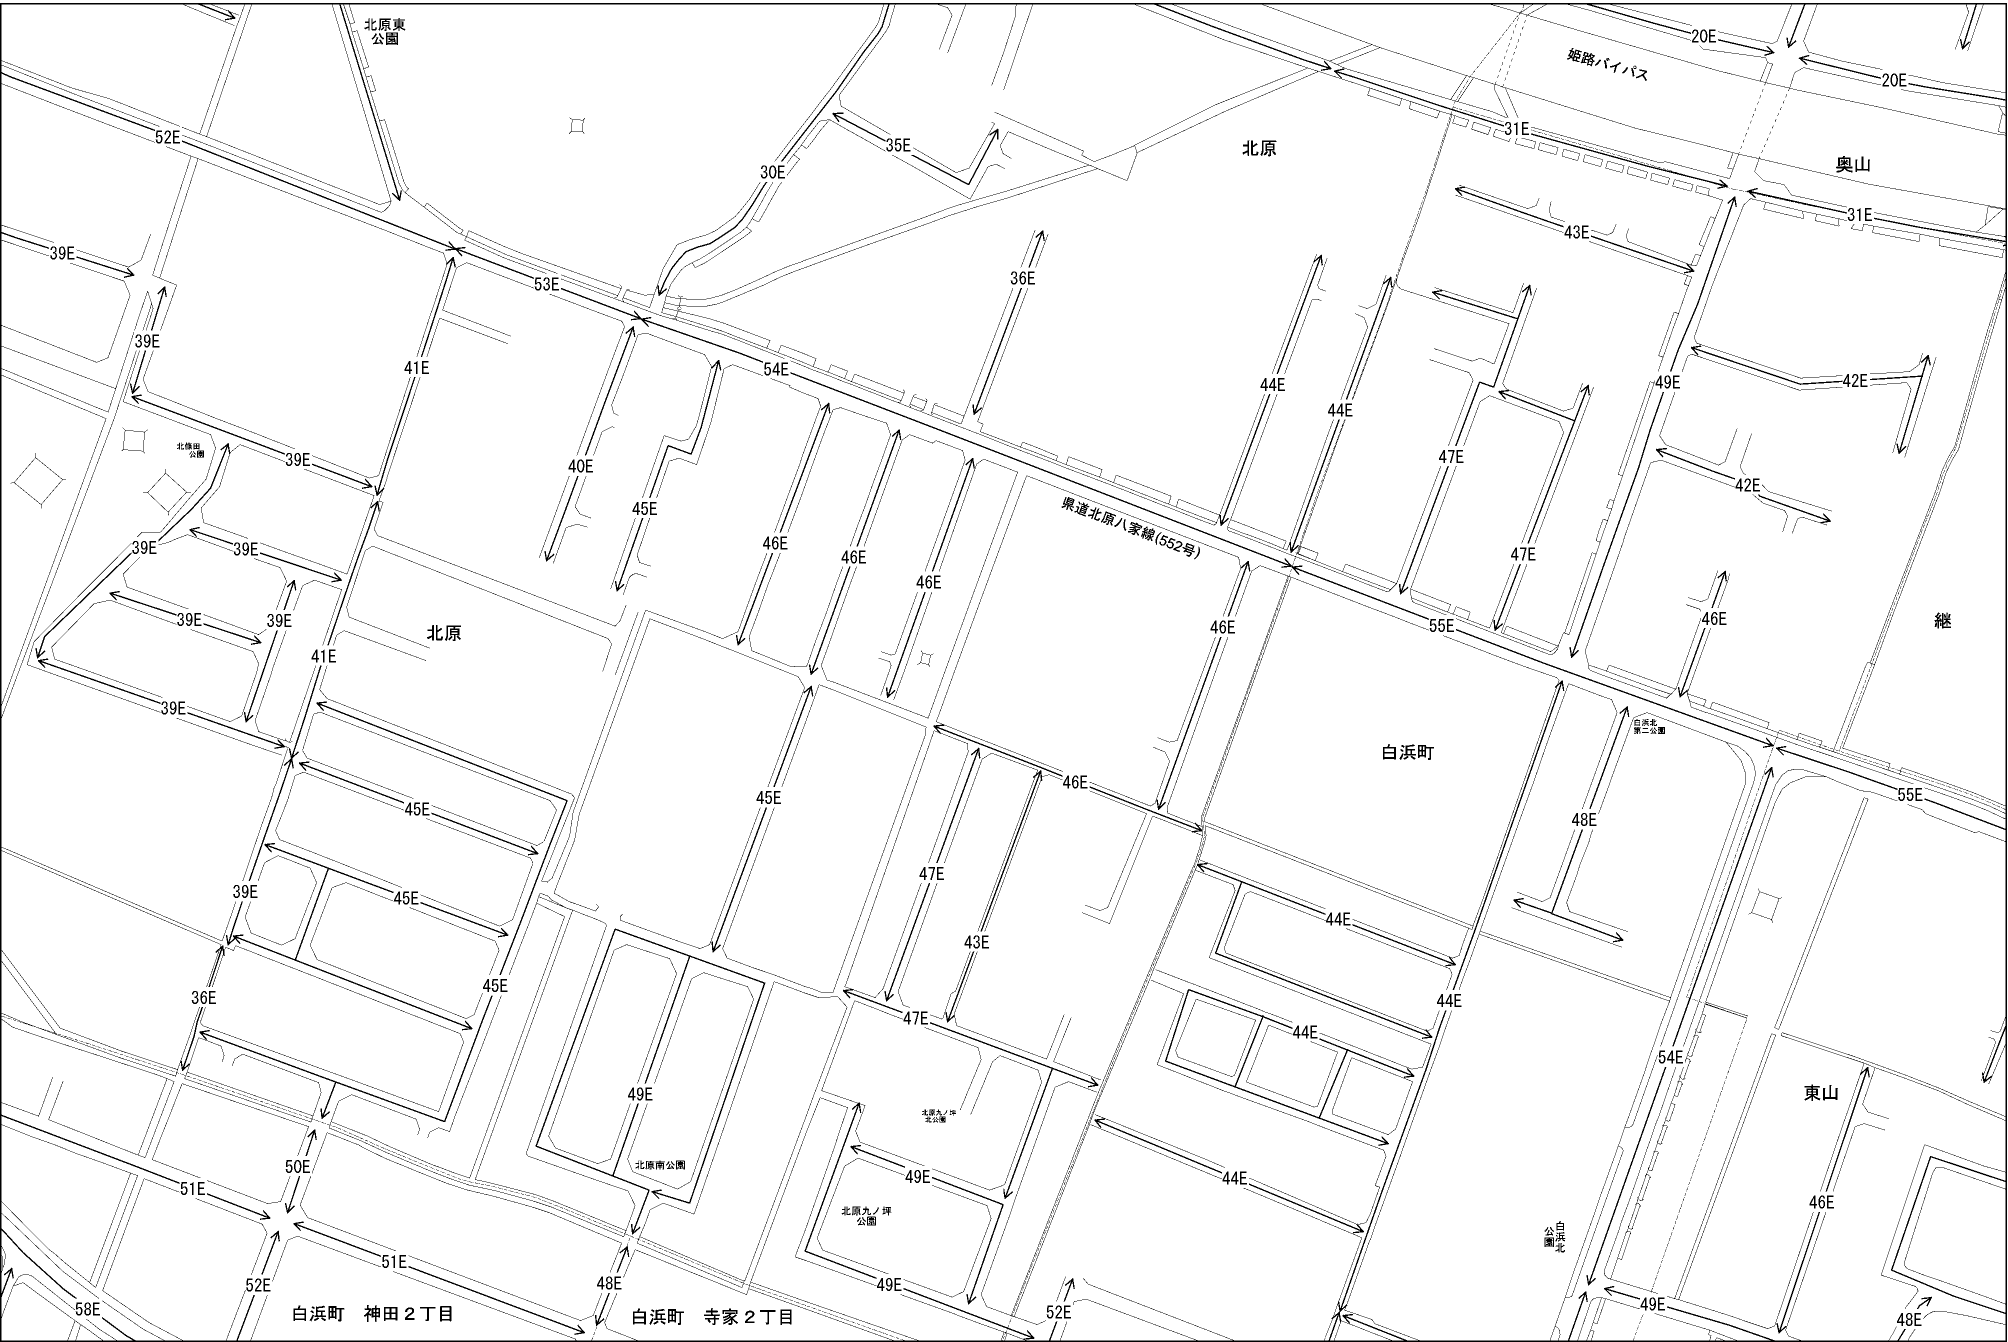 北原東
公園
20E
姫路バイパス
20E
52E
31E
35E
北原
奥山
30E
31E
43E
39E
36E
53E
39E
41E
54E
44E
49E
42E
44E
北條田
公園
39E
40E
47E
42E
45E
県道北原八家線(552号)
39E
39E
46E
46E
47E
46E
39E
39E
46E
継
46E
55E
北原
41E
39E
白浜北
第二公園
白浜町
46E
45E
55E
45E
48E
47E
39E
45E
44E
43E
45E
36E
44E
47E
44E
54E
49E
東山
北原九ノ坪
北公園
50E
北原南公園
49E
44E
51E
46E
北原九ノ坪
公園
白浜北
公園
51E
52E
48E
49E
58E
白浜町 神田2丁目
白浜町 寺家2丁目
52E
49E
48E